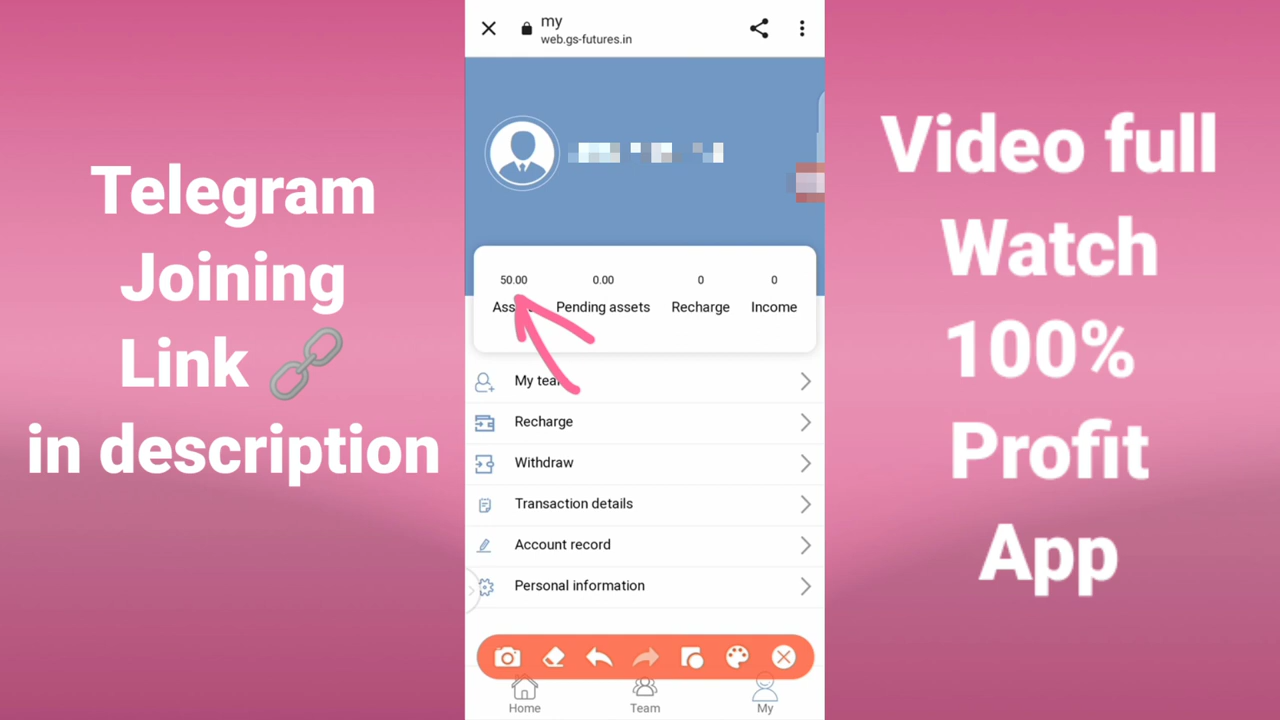 Telegram
Joining
Link
in description
my
web.gs-futures.in
50.00
0.00
0
0
Pending assets
Recharge
Income
My
Recharge
Withdraw
Transaction details
Account record
Personal information
Home
Team
My
Video full
Watch
100%
Profit
App